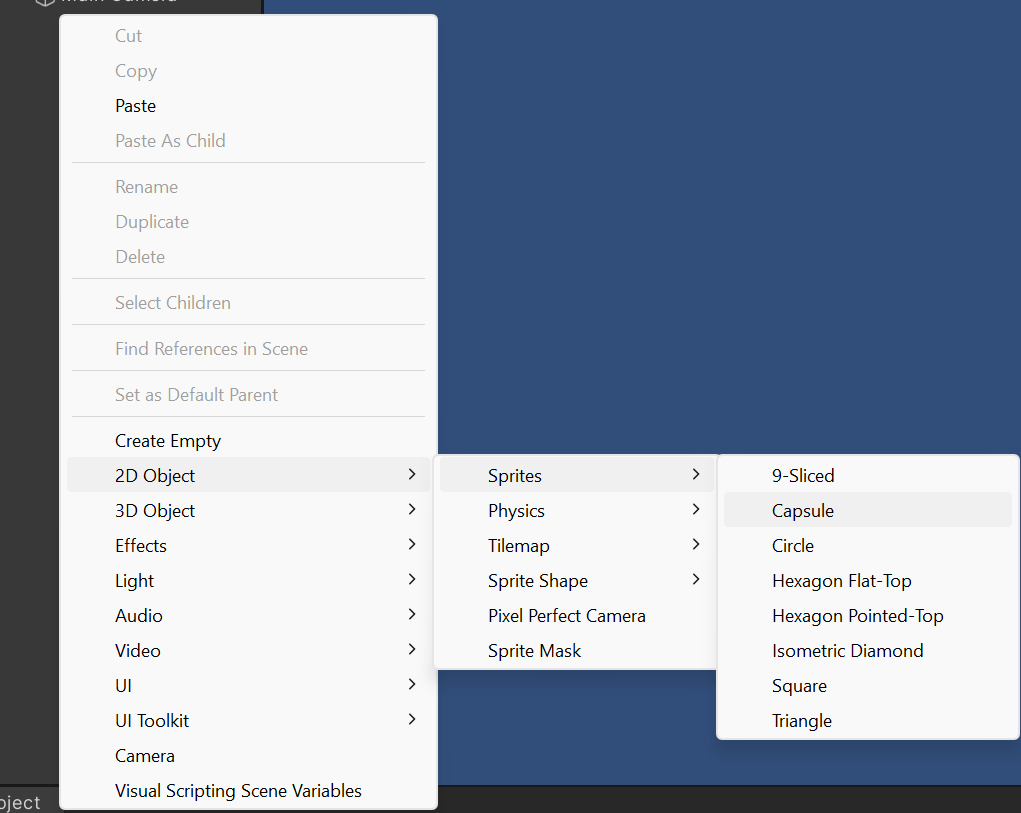 Main Camera
Cut
Copy
Paste
Paste As Child
Rename
Duplicate
Delete
Select Children
Find References in Scene
Set as Default Parent
Create Empty
2D Object
3D Object
Effects
Light
Audio
Video
UI
UI Toolkit
Camera
Visual Scripting Scene Variables
Sprites
Physics
Tilemap
Sprite Shape
Pixel Perfect Camera
Sprite Mask
9-Sliced
Capsule
Circle
Hexagon Flat-Top
Hexagon Pointed-Top
Isometric Diamond
Square
Triangle